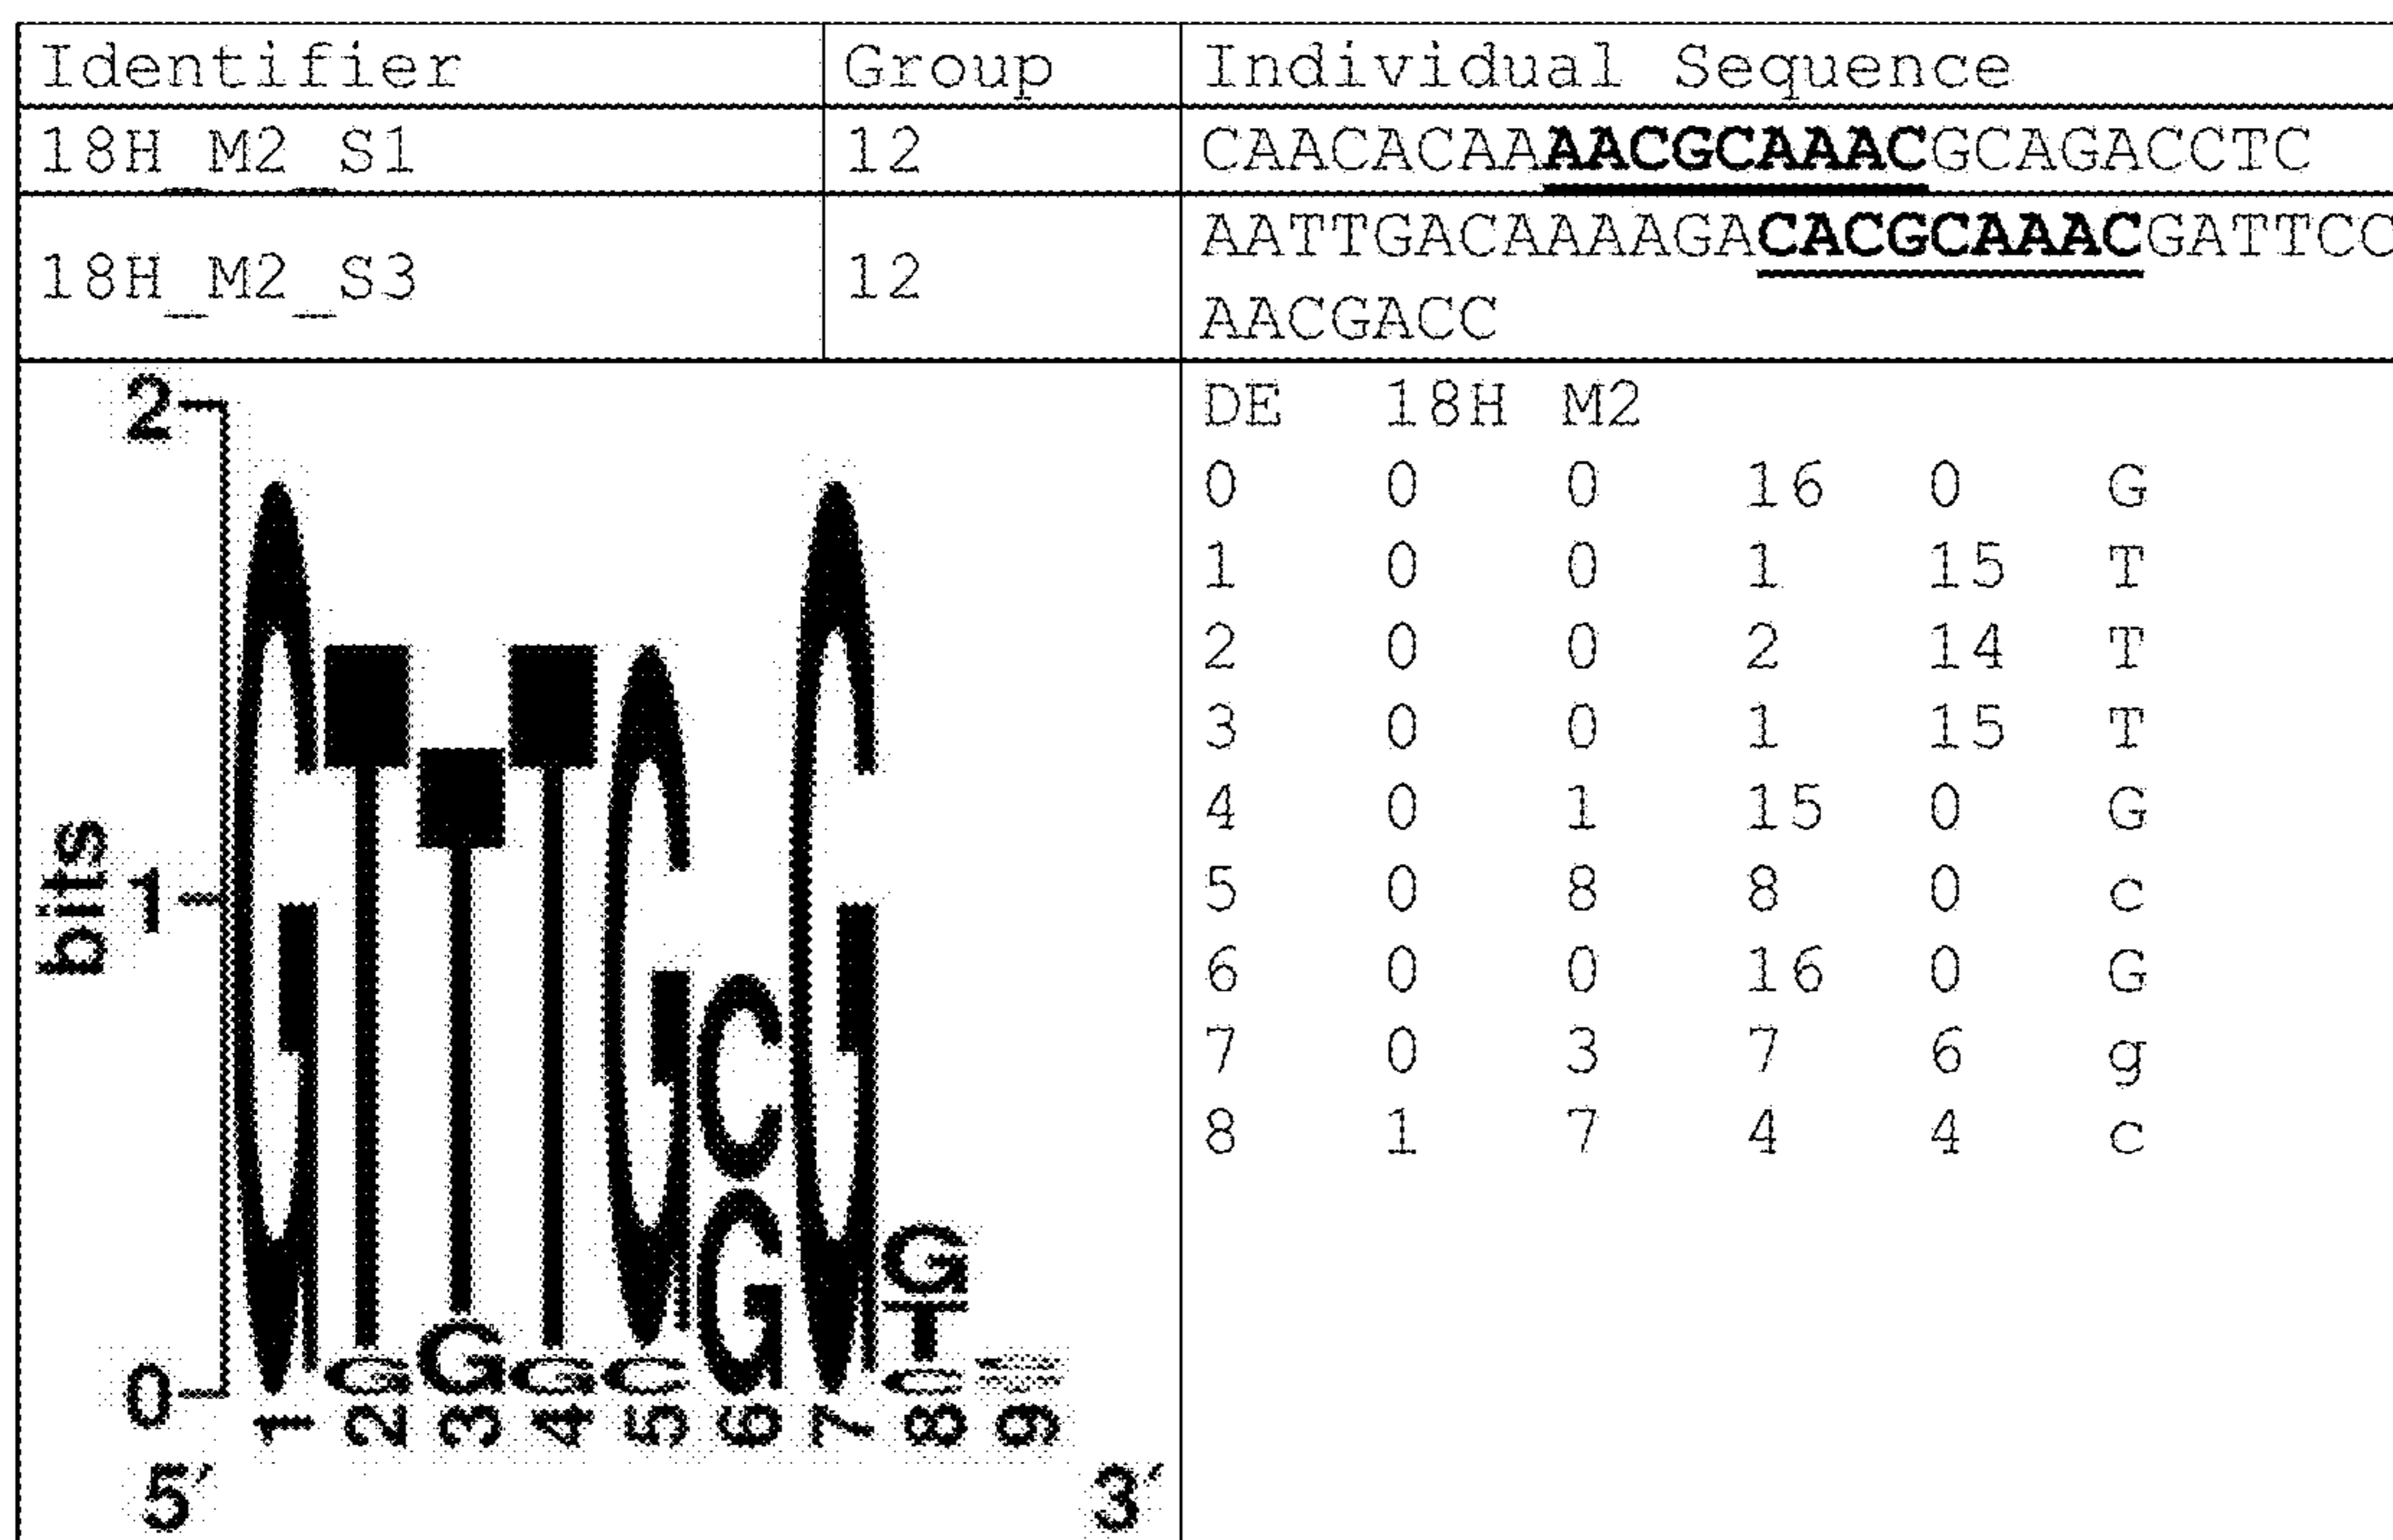 Identifier Group Individual Sequence
18H_M2_S1 12 CAACACAAAACGCAAACGCAGACCTC
18H_M2_S3 12 AATTGACAAAAGACACGCAAACGATTCC
AACGACC
DE 18H M2
0 0 0 16 0 G
1 0 0 1 15 T
2 0 0 2 14 T
3 0 0 1 15 T
4 0 1 15 0 G
5 0 8 8 0 c
6 0 0 16 0 G
7 0 3 7 6 g
8 1 7 4 4 c
2
1
0
bits
G T T T G C G G
G G G C G T
C
1 2 3 4 5 6 7 8 9
5′ 3′